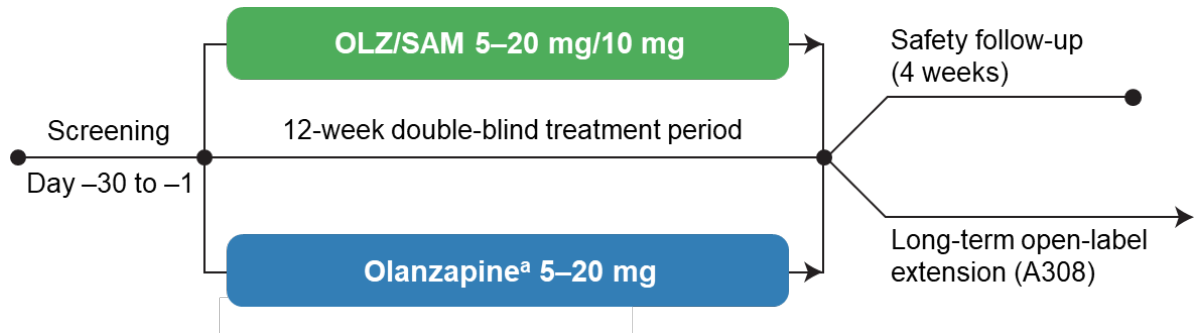 OLZ/SAM 5–20 mg/10 mg
Safety follow-up
(4 weeks)
Screening
12-week double-blind treatment period
Day –30 to –1
Long-term open-label
extension (A308)
Olanzapineᵃ 5–20 mg